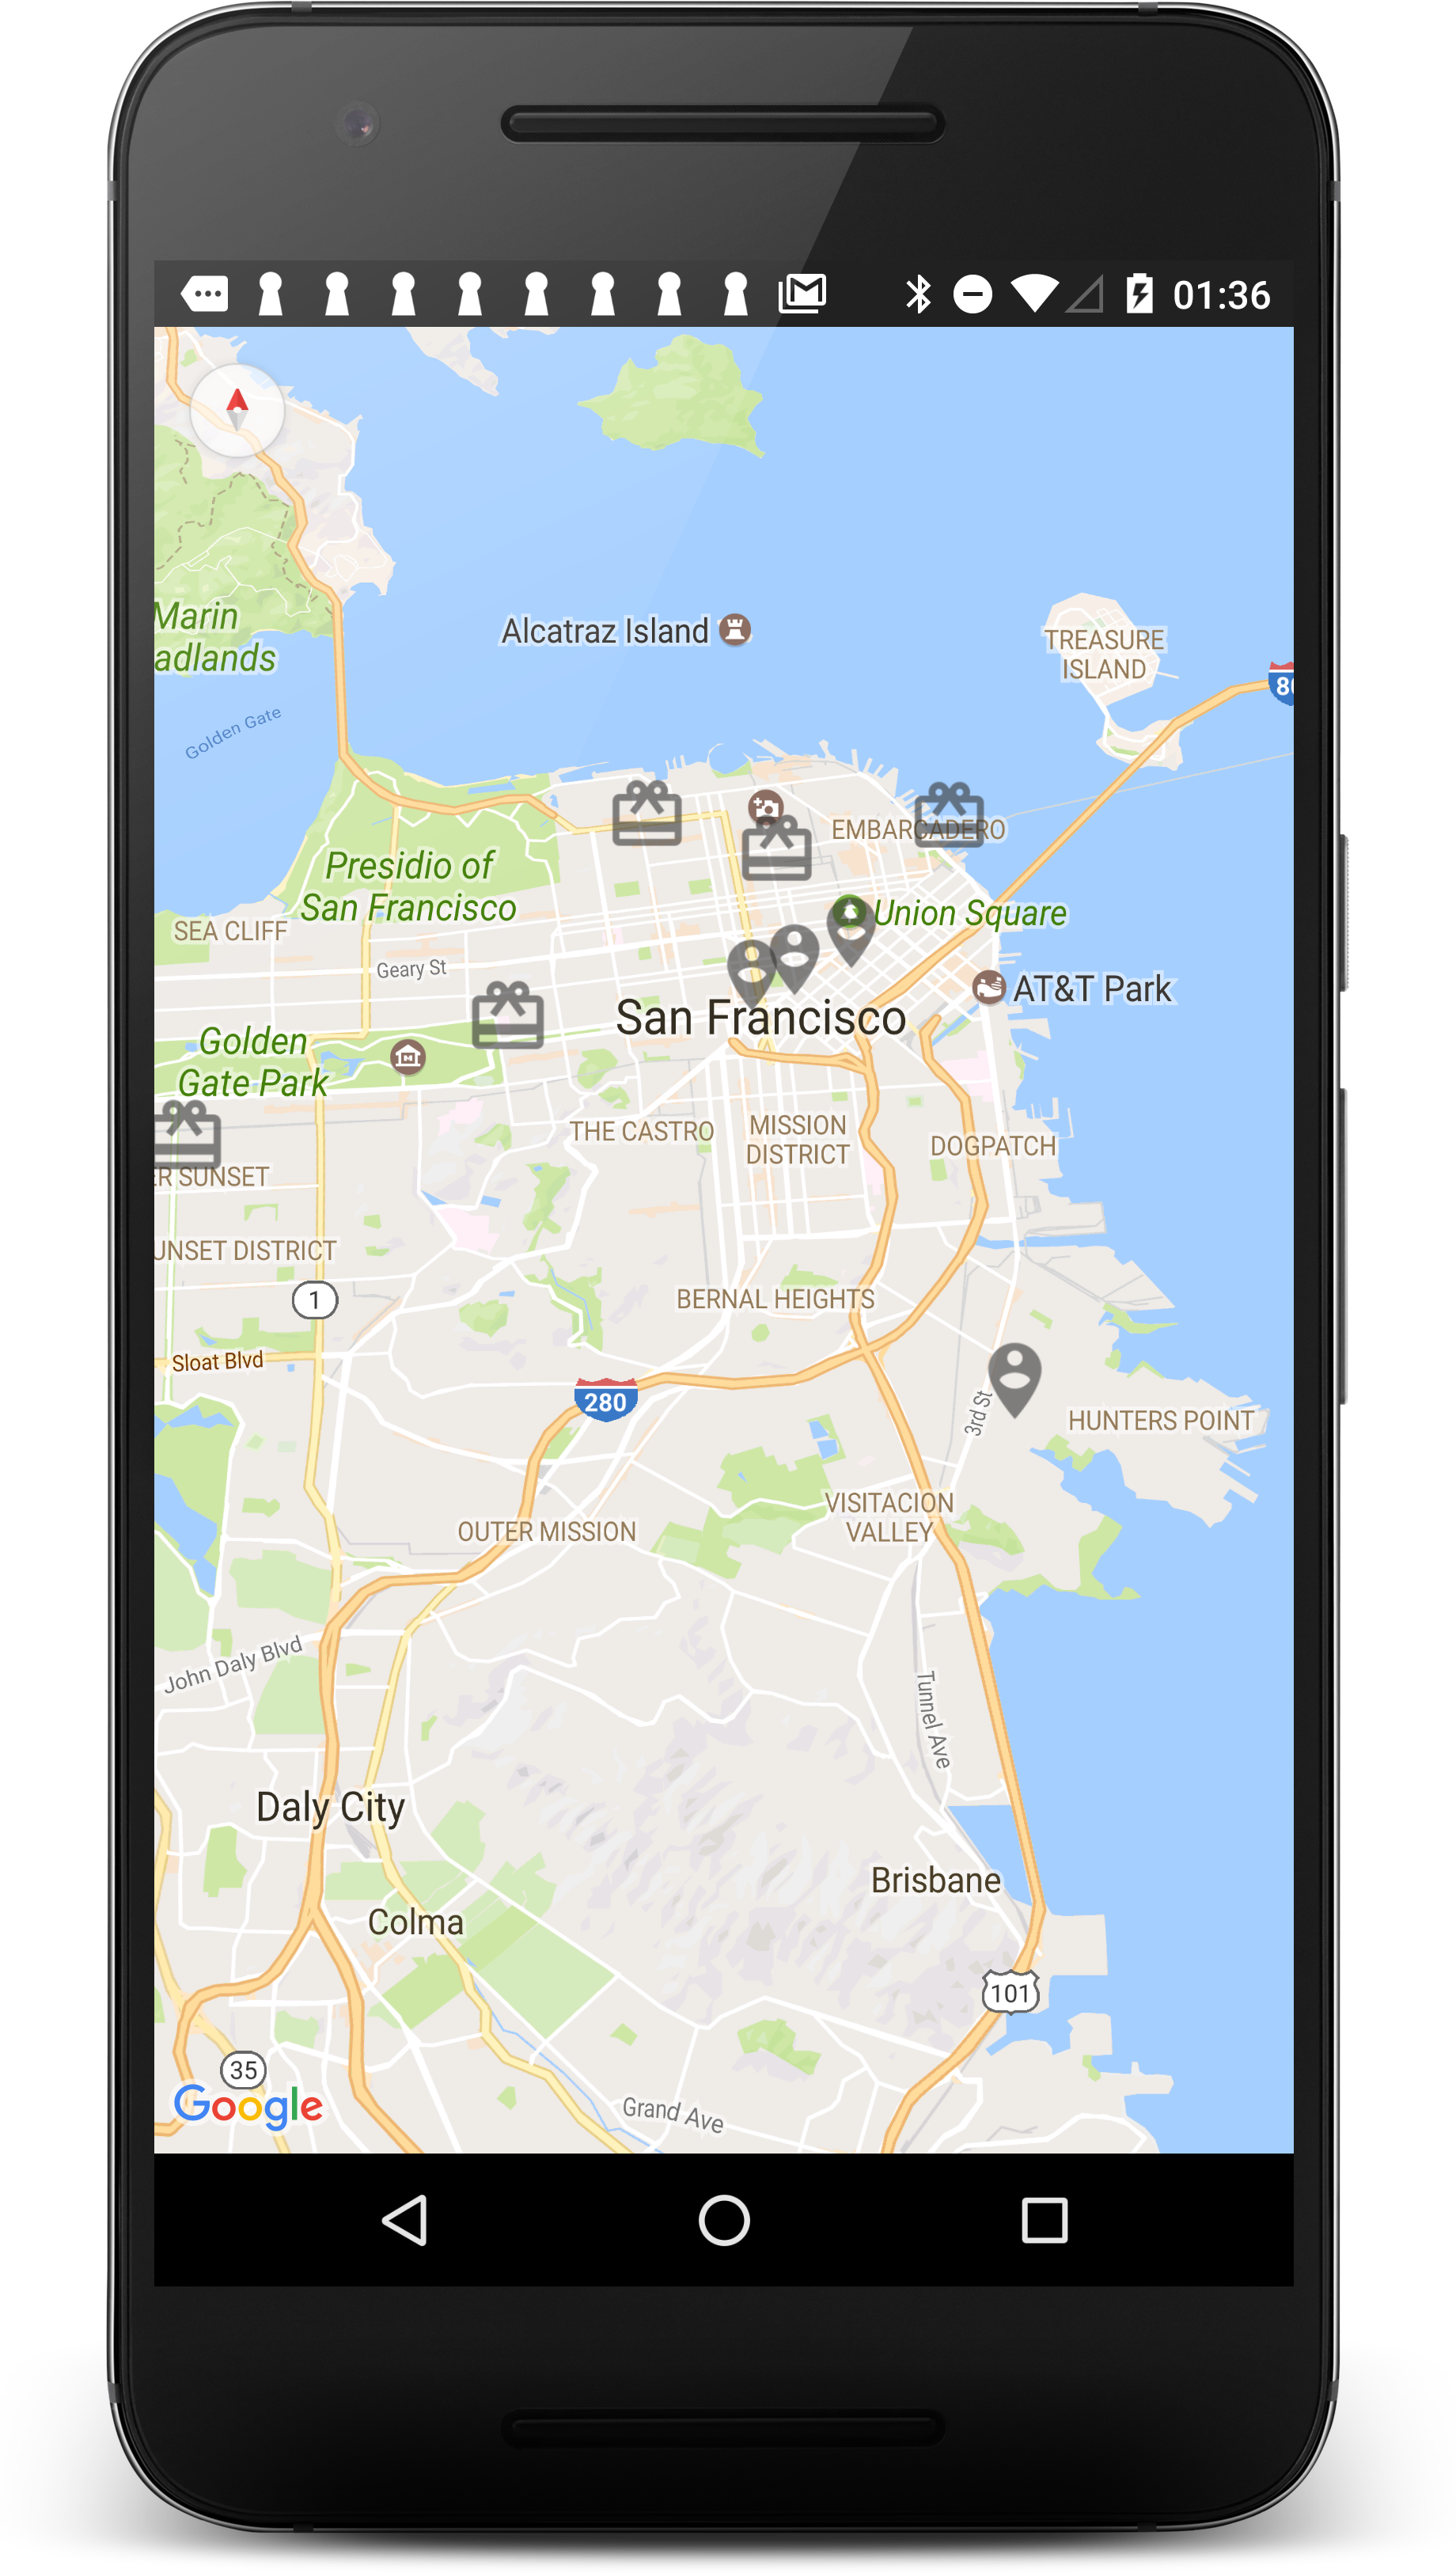 01:36
Marin
adlands
Alcatraz Island
TREASURE
ISLAND
80
Golden Gate
EMBARCADERO
Presidio of
San Francisco
Union Square
SEA CLIFF
Geary St
AT&T Park
San Francisco
Golden
Gate Park
THE CASTRO
MISSION
DISTRICT
DOGPATCH
ER SUNSET
UNSET DISTRICT
1
BERNAL HEIGHTS
Sloat Blvd
280
3rd St
HUNTERS POINT
VISITACION
VALLEY
OUTER MISSION
John Daly Blvd
Tunnel Ave
Daly City
Brisbane
Colma
101
35
Google
Grand Ave